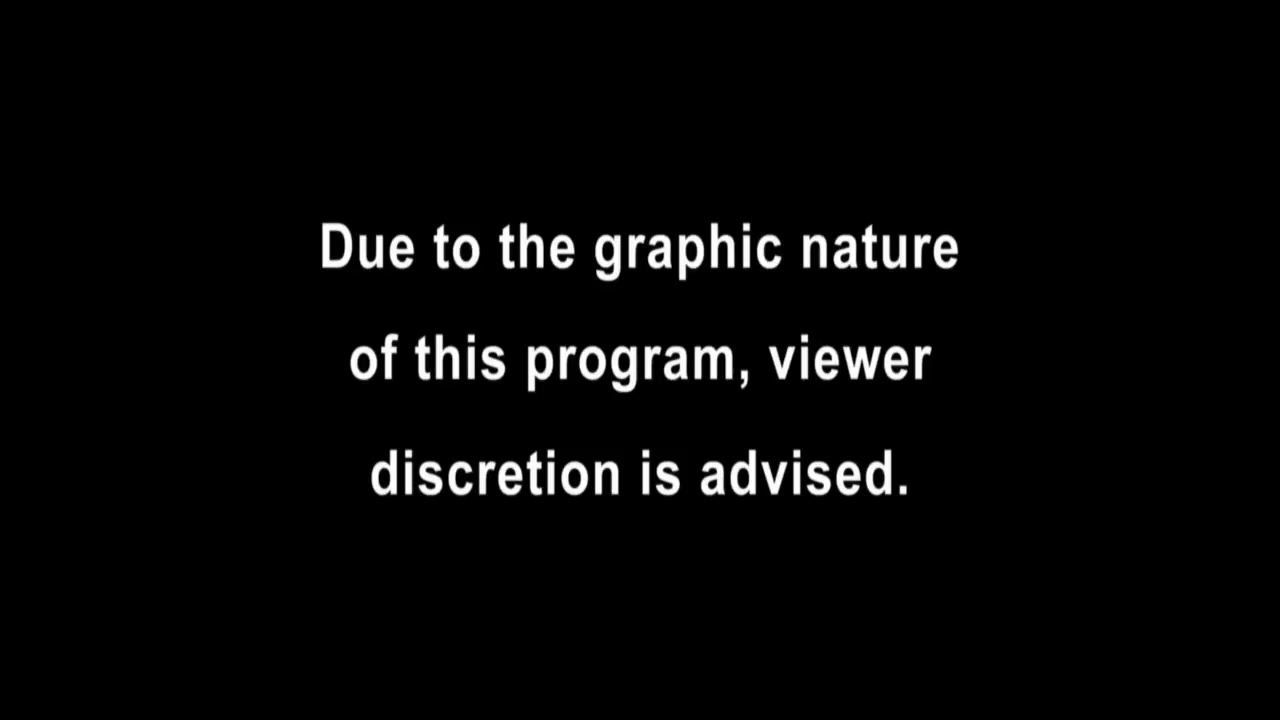 Due to the graphic nature
of this program, viewer
discretion is advised.